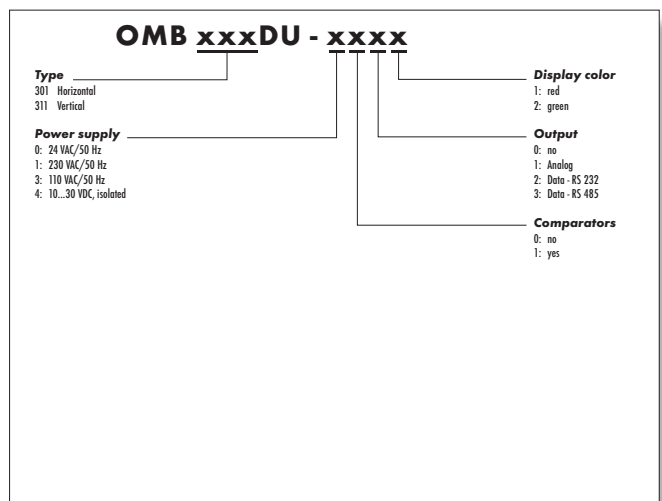 OMB xxxDU - xxxx
Type
301 Horizontal
311 Vertical
Power supply
0: 24 VAC/50 Hz
1: 230 VAC/50 Hz
3: 110 VAC/50 Hz
4: 10...30 VDC, isolated
Display color
1: red
2: green
Output
0: no
1: Analog
2: Data - RS 232
3: Data - RS 485
Comparators
0: no
1: yes